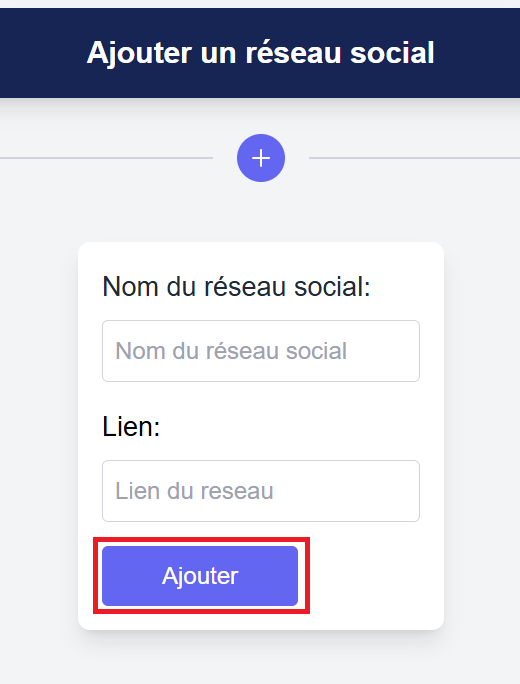 Ajouter un réseau social
Nom du réseau social:
Nom du réseau social
Lien:
Lien du reseau
Ajouter